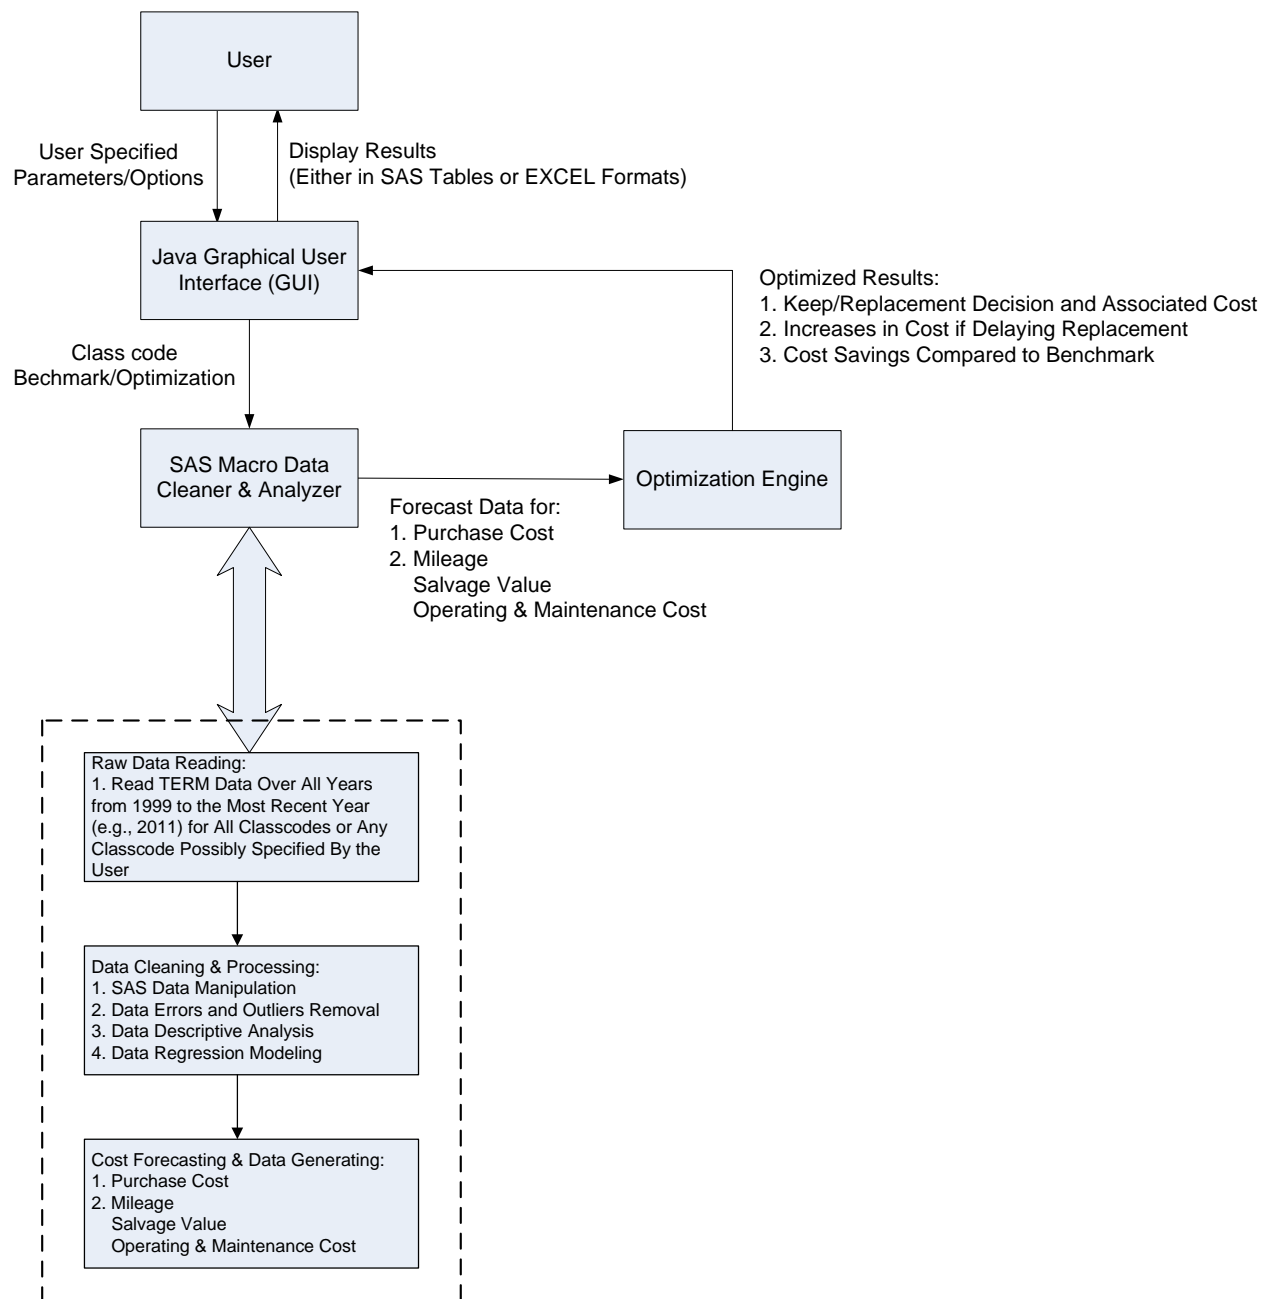 User
User Specified
Parameters/Options
Display Results
(Either in SAS Tables or EXCEL Formats)
Java Graphical User
Interface (GUI)
Optimized Results:
1. Keep/Replacement Decision and Associated Cost
2. Increases in Cost if Delaying Replacement
3. Cost Savings Compared to Benchmark
Class code
Bechmark/Optimization
SAS Macro Data
Cleaner & Analyzer
Optimization Engine
Forecast Data for:
1. Purchase Cost
2. Mileage
Salvage Value
Operating & Maintenance Cost
Raw Data Reading:
1. Read TERM Data Over All Years
from 1999 to the Most Recent Year
(e.g., 2011) for All Classcodes or Any
Classcode Possibly Specified By the
User
Data Cleaning & Processing:
1. SAS Data Manipulation
2. Data Errors and Outliers Removal
3. Data Descriptive Analysis
4. Data Regression Modeling
Cost Forecasting & Data Generating:
1. Purchase Cost
2. Mileage
Salvage Value
Operating & Maintenance Cost